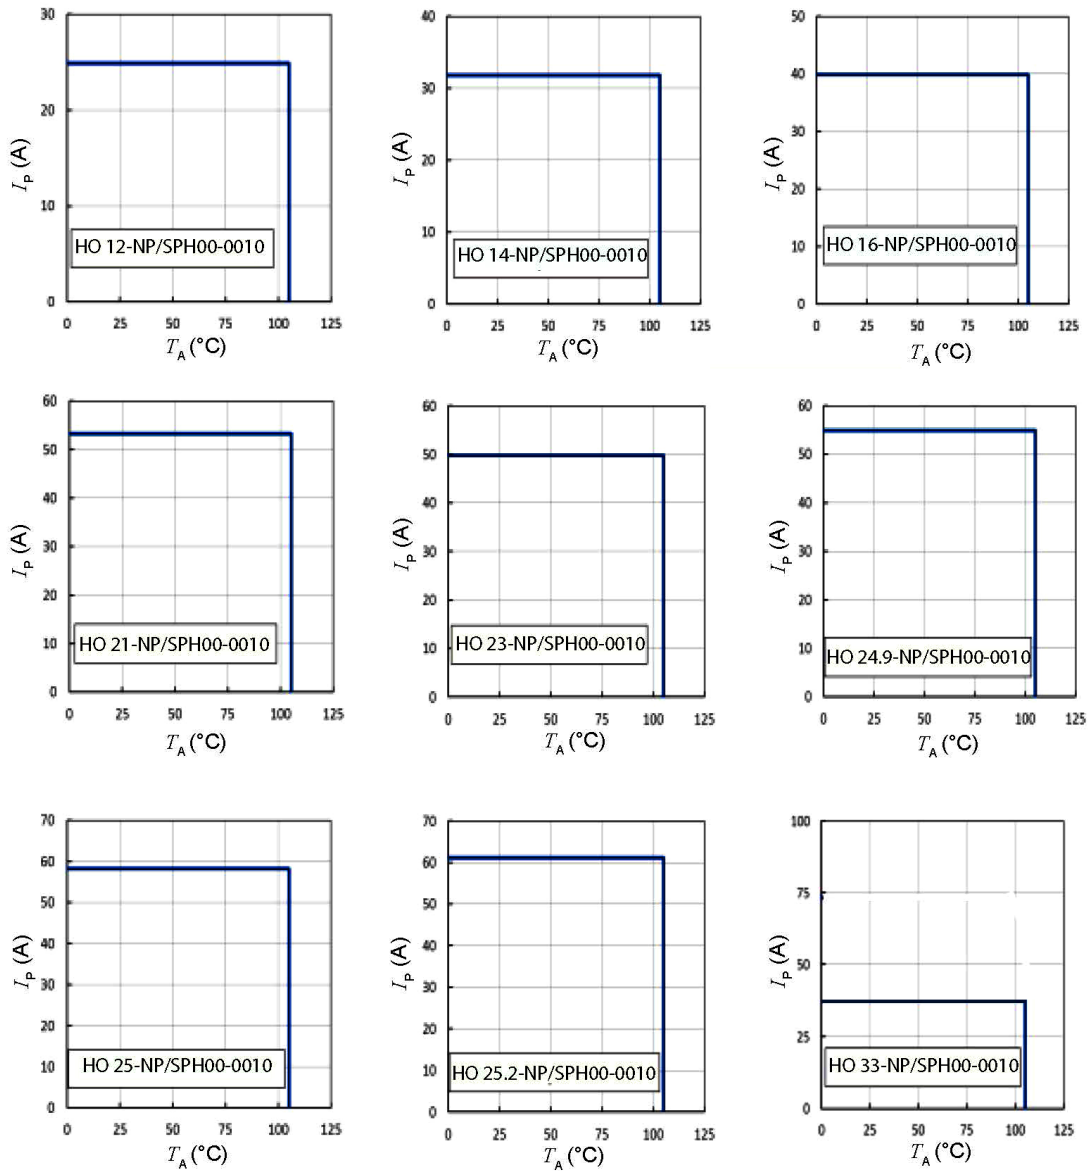 30
20
10
0
I_P (A)
HO 12-NP/SPH00-0010
0 25 50 75 100 125
T_A (°C)
40
30
20
10
0
I_P (A)
HO 14-NP/SPH00-0010
0 25 50 75 100 125
T_A (°C)
50
40
30
20
10
0
I_P (A)
HO 16-NP/SPH00-0010
0 25 50 75 100 125
T_A (°C)
60
50
40
30
20
10
0
I_P (A)
HO 21-NP/SPH00-0010
0 25 50 75 100 125
T_A (°C)
60
50
40
30
20
10
0
I_P (A)
HO 23-NP/SPH00-0010
0 25 50 75 100 125
T_A (°C)
60
50
40
30
20
10
0
I_P (A)
HO 24.9-NP/SPH00-0010
0 25 50 75 100 125
T_A (°C)
70
60
50
40
30
20
10
0
I_P (A)
HO 25-NP/SPH00-0010
0 25 50 75 100 125
T_A (°C)
70
60
50
40
30
20
10
0
I_P (A)
HO 25.2-NP/SPH00-0010
0 25 50 75 100 125
T_A (°C)
100
75
50
25
0
I_P (A)
HO 33-NP/SPH00-0010
0 25 50 75 100 125
T_A (°C)